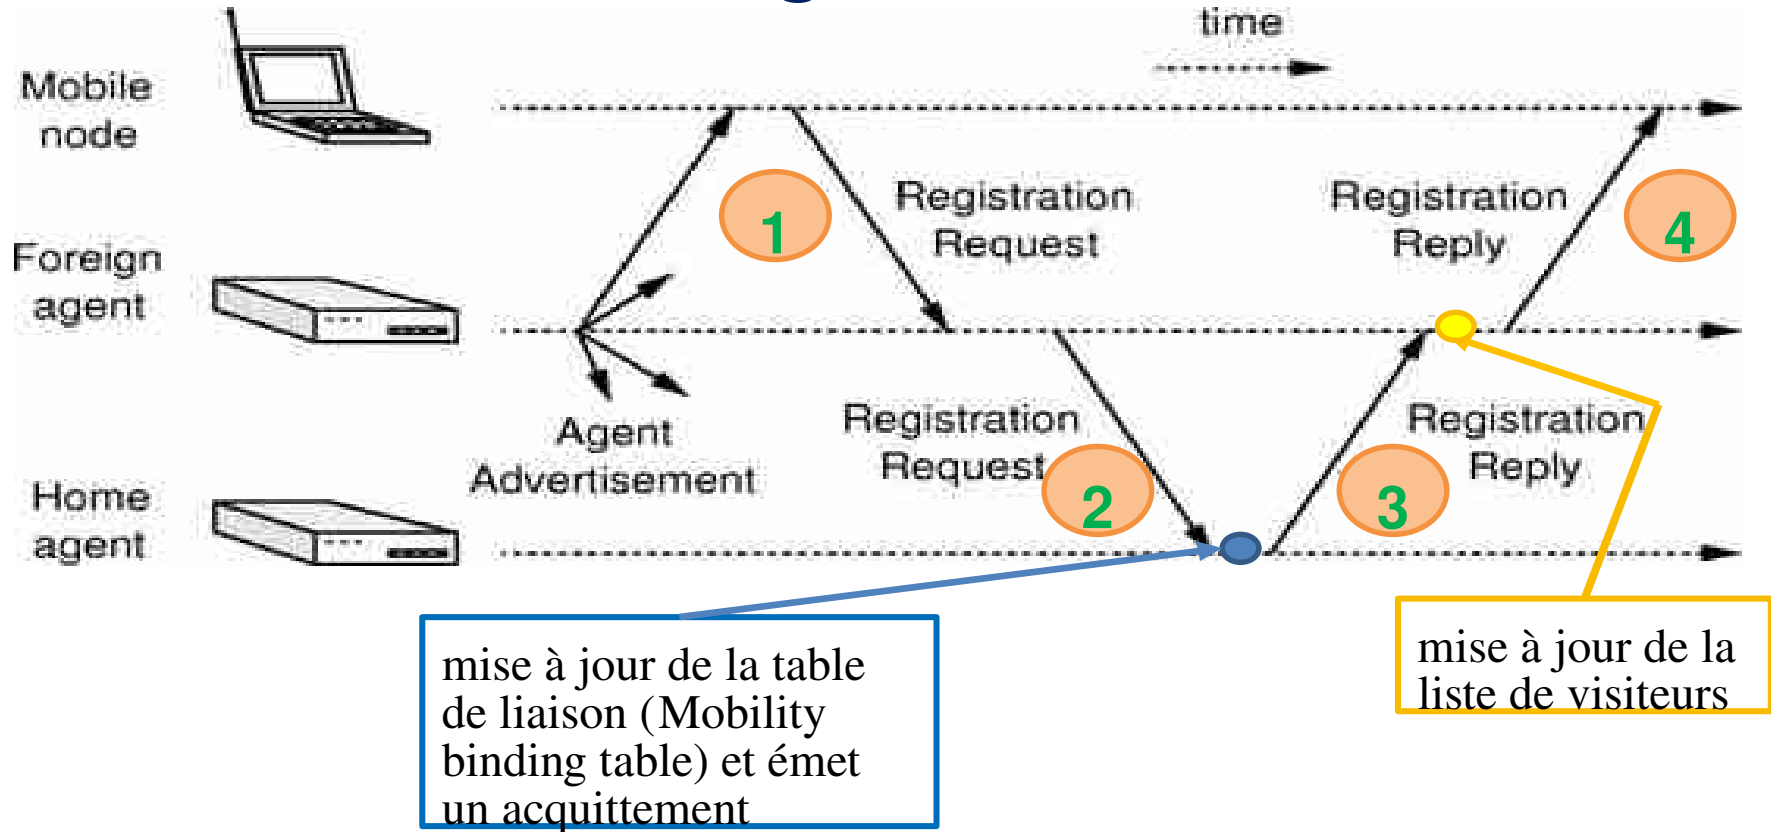 time
Mobile
node
1
Registration
Request
Registration
Reply
4
Foreign
agent
Agent
Advertisement
Registration
Request
2
3
Registration
Reply
Home
agent
mise à jour de la table
de liaison (Mobility
binding table) et émet
un acquittement
mise à jour de la
liste de visiteurs